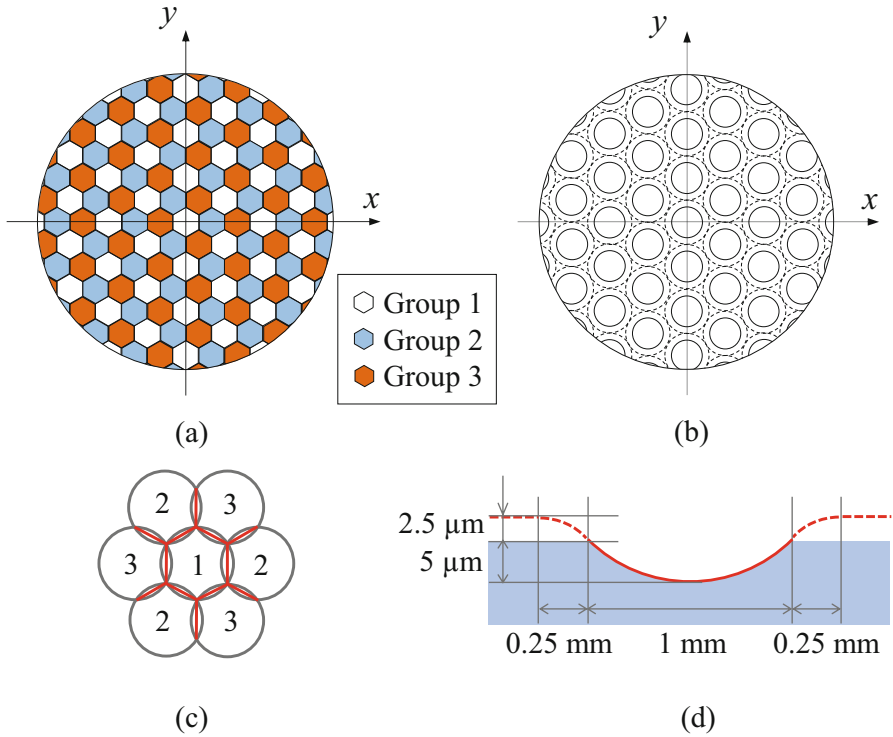 y
x
(a)
y
x
(b)
Group 1
Group 2
Group 3
2 3
3 1 2
2 3
(c)
2.5 µm
5 µm
0.25 mm 1 mm 0.25 mm
(d)